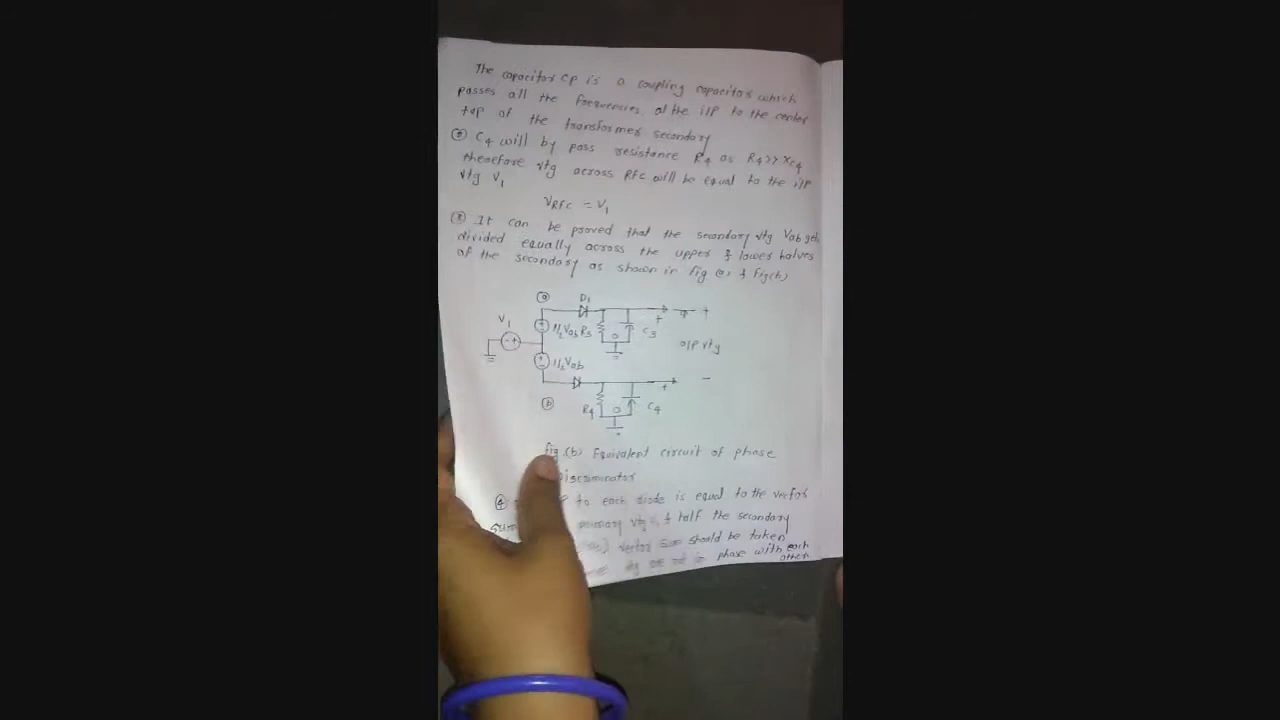 The capacitor Cp is a coupling capacitor which
passes all the frequencies at the i/p to the center
tap of the transformer secondary
② C4 will by pass resistance R4 as R4 >> Xc4
therefore vtg across RFC will be equal to the i/p
vtg V1
VRFC = V1
③ It can be proved that the secondary vtg Vab gets
divided equally across the upper & lower halves
of the secondary as shown in fig (a) & fig(b)
ⓐ D1
V1
1/2 Vab R3 C3
+ +
o/p vtg
1/2 Vab
+ -
ⓑ R4 C4
fig.(b) Equivalent circuit of phase
Discriminator
④ to each diode is equal to the vector
vtg & half the secondary
vector sum should be taken
in phase with each
other